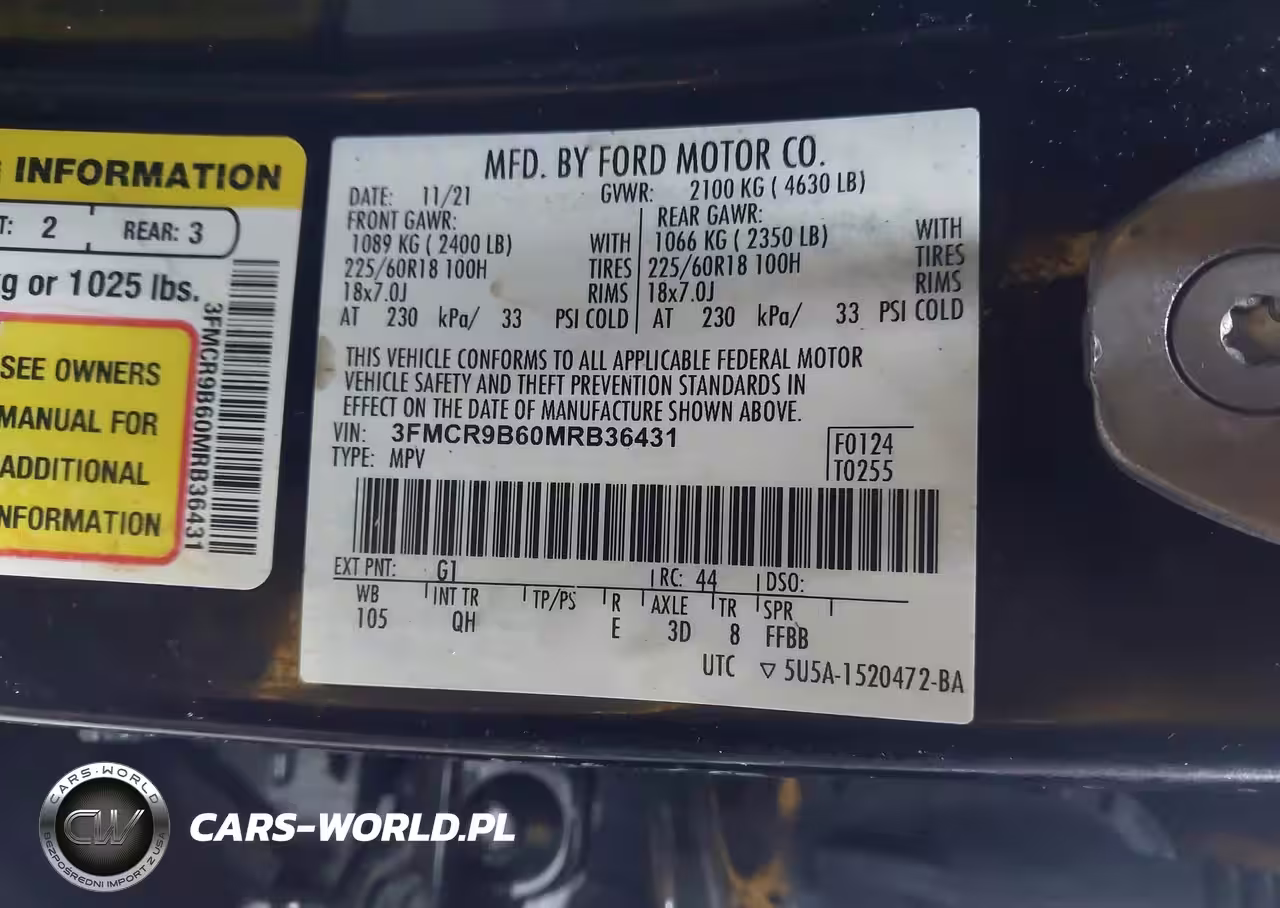 INFORMATION
T: 2 REAR: 3
g or 1025 lbs.
SEE OWNERS
MANUAL FOR
ADDITIONAL
NFORMATION
3FMCR9B60MRB36431
MFD. BY FORD MOTOR CO.
DATE: 11/21 GVWR: 2100 KG ( 4630 LB)
FRONT GAWR: REAR GAWR:
1089 KG ( 2400 LB) WITH 1066 KG ( 2350 LB) WITH
225/60R18 100H TIRES 225/60R18 100H TIRES
18x7.0J RIMS 18x7.0J RIMS
AT 230 kPa/ 33 PSI COLD AT 230 kPa/ 33 PSI COLD
THIS VEHICLE CONFORMS TO ALL APPLICABLE FEDERAL MOTOR
VEHICLE SAFETY AND THEFT PREVENTION STANDARDS IN
EFFECT ON THE DATE OF MANUFACTURE SHOWN ABOVE.
VIN: 3FMCR9B60MRB36431
TYPE: MPV
F0124
T0255
EXT PNT: G1 RC: 44 DSO:
WB INT TR TP/PS R AXLE TR SPR
105 QH E 3D 8 FFBB
UTC ▽ 5U5A-1520472-BA
CARS-WORLD
CW
BEZPOŚREDNI IMPORT Z USA
CARS-WORLD.PL